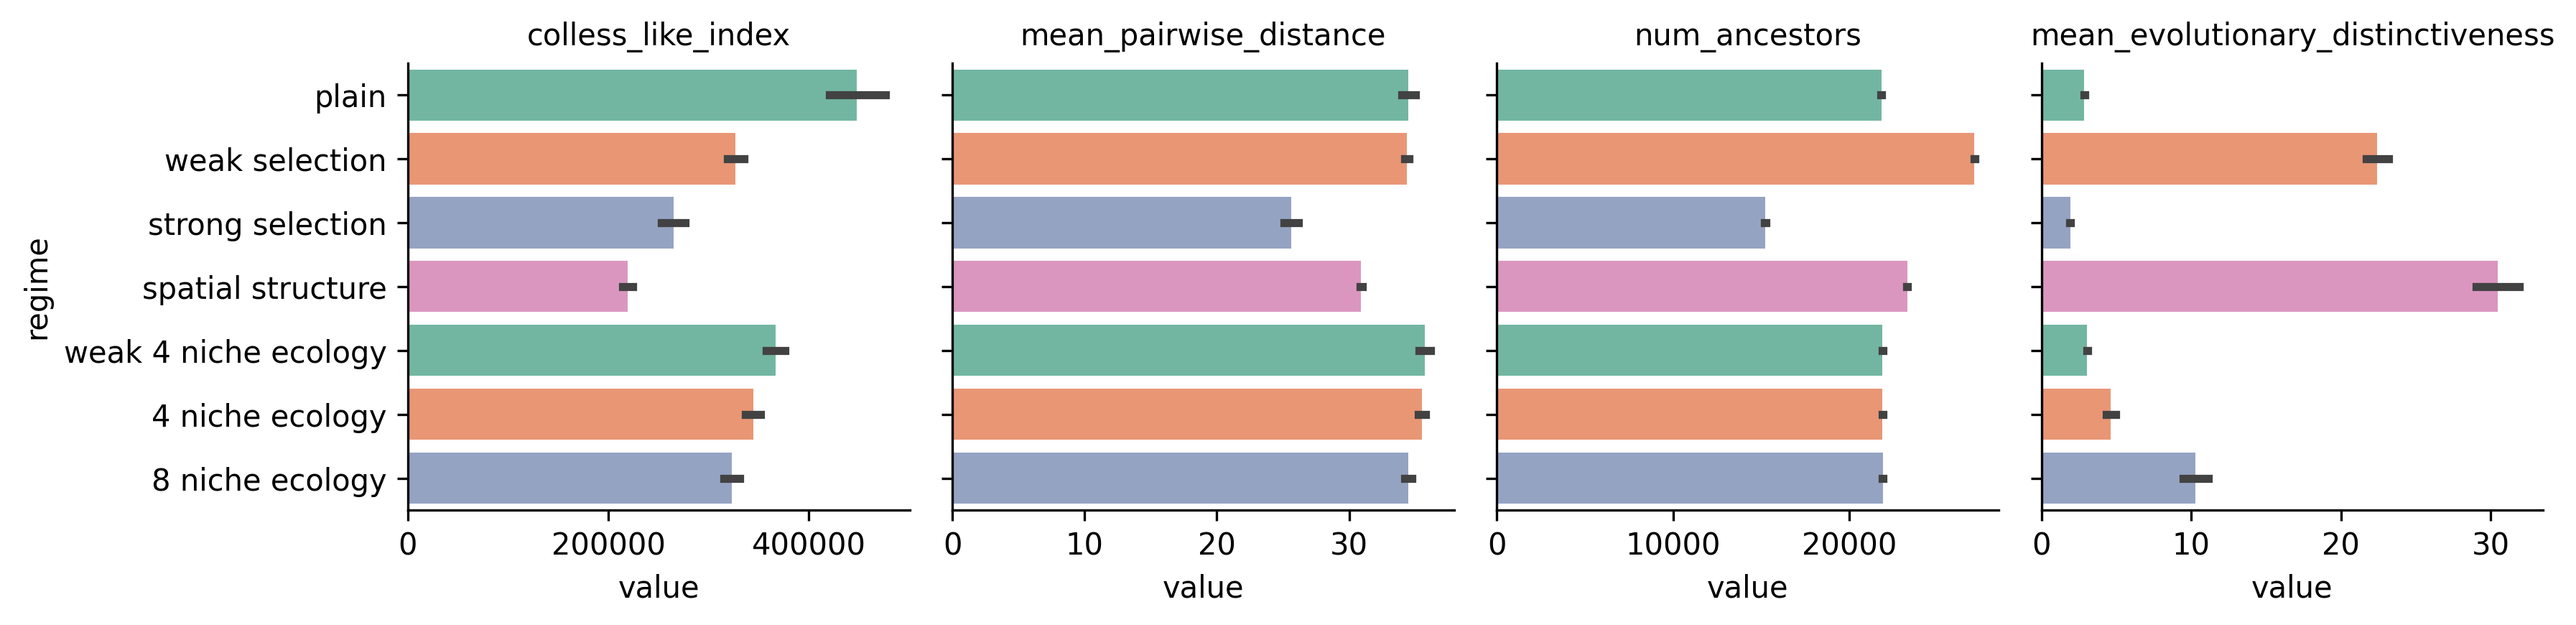 colless_like_index
mean_pairwise_distance
num_ancestors
mean_evolutionary_distinctiveness
regime
plain
weak selection
strong selection
spatial structure
weak 4 niche ecology
4 niche ecology
8 niche ecology
0 200000 400000
0 10 20 30
0 10000 20000
0 10 20 30
value
value
value
value